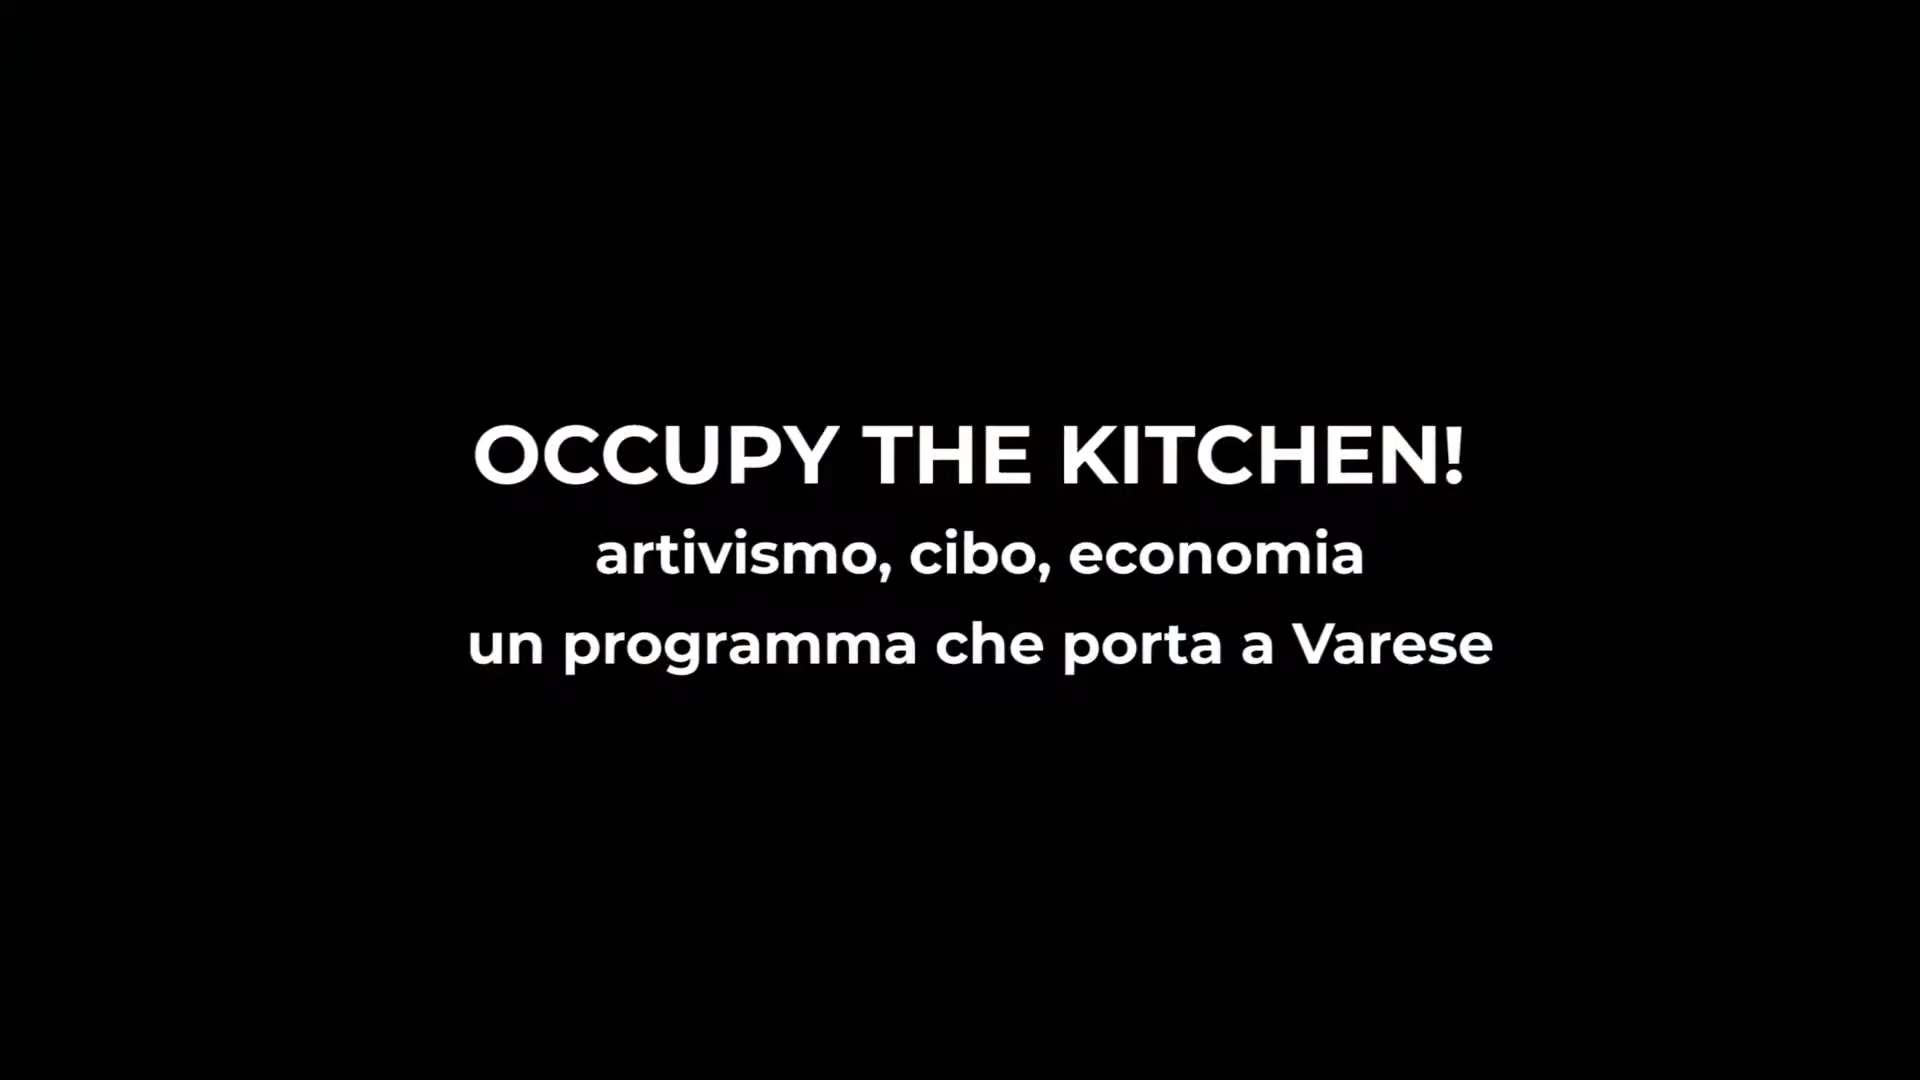 OCCUPY THE KITCHEN!
artivismo, cibo, economia
un programma che porta a Varese